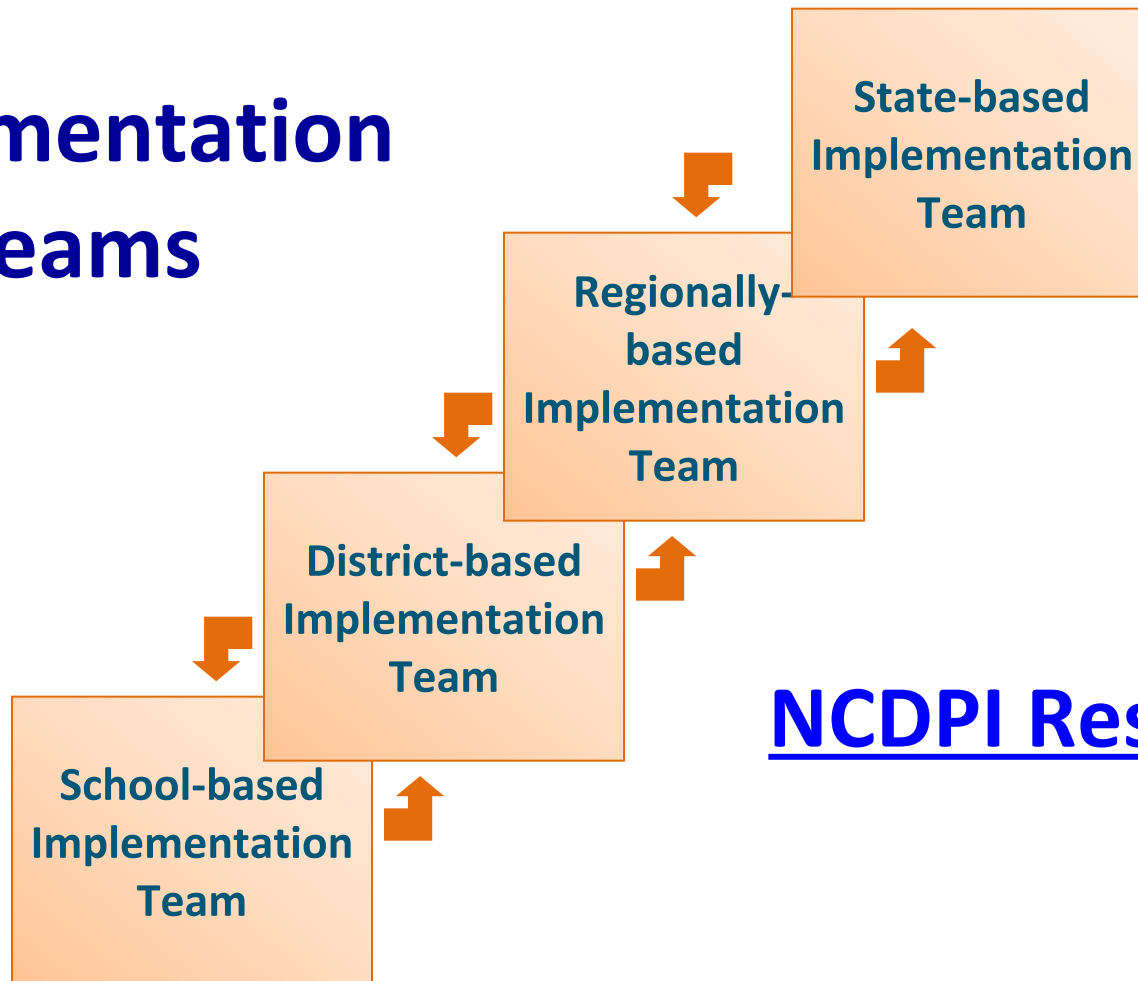 mentation
eams
State-based
Implementation
Team
Regionally-
based
Implementation
Team
District-based
Implementation
Team
NCDPI Res
School-based
Implementation
Team